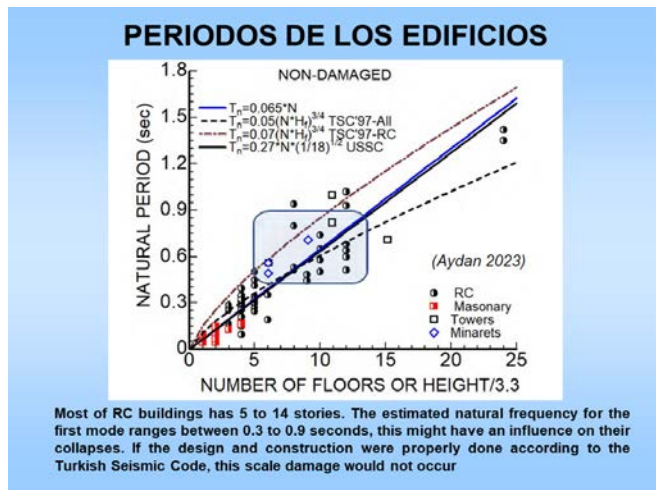 PERIODOS DE LOS EDIFICIOS
NON-DAMAGED
Tn=0.065*N
Tn=0.05(N*Hf)3/4 TSC'97-All
Tn=0.07(N*Hf)3/4 TSC'97-RC
Tn=0.27*N*(1/18)1/2 USSC
NATURAL PERIOD (sec)
1.8
1.5
1.2
0.9
0.6
0.3
0
(Aydan 2023)
RC
Masonary
Towers
Minarets
0 5 10 15 20 25
NUMBER OF FLOORS OR HEIGHT/3.3
Most of RC buildings has 5 to 14 stories. The estimated natural frequency for the
first mode ranges between 0.3 to 0.9 seconds, this might have an influence on their
collapses. If the design and construction were properly done according to the
Turkish Seismic Code, this scale damage would not occur